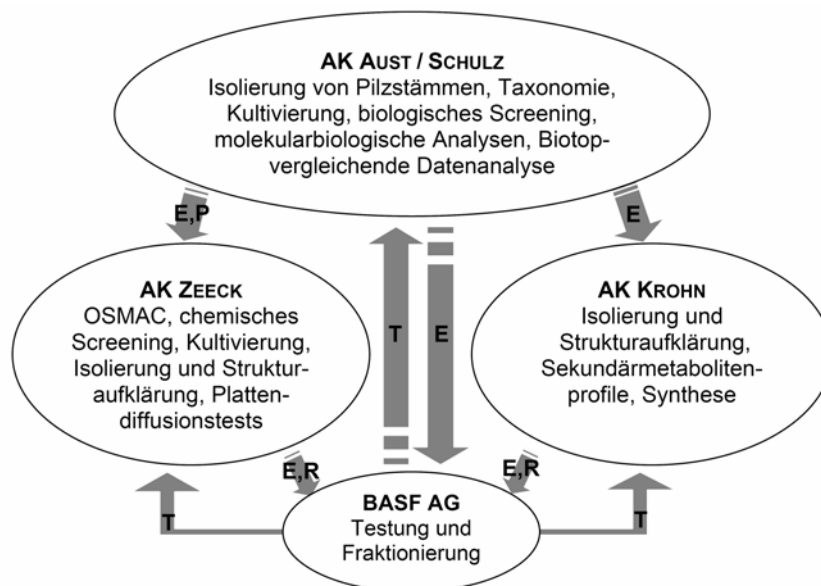 AK AUST / SCHULZ
Isolierung von Pilzstämmen, Taxonomie,
Kultivierung, biologisches Screening,
molekularbiologische Analysen, Biotop-
vergleichende Datenanalyse
E,P
E
AK ZEECK
OSMAC, chemisches
Screening, Kultivierung,
Isolierung und Struktur-
aufklärung, Platten-
diffusionstests
T
E
AK KROHN
Isolierung und
Strukturaufklärung,
Sekundärmetaboliten-
profile, Synthese
E,R
E,R
BASF AG
Testung und
Fraktionierung
T
T